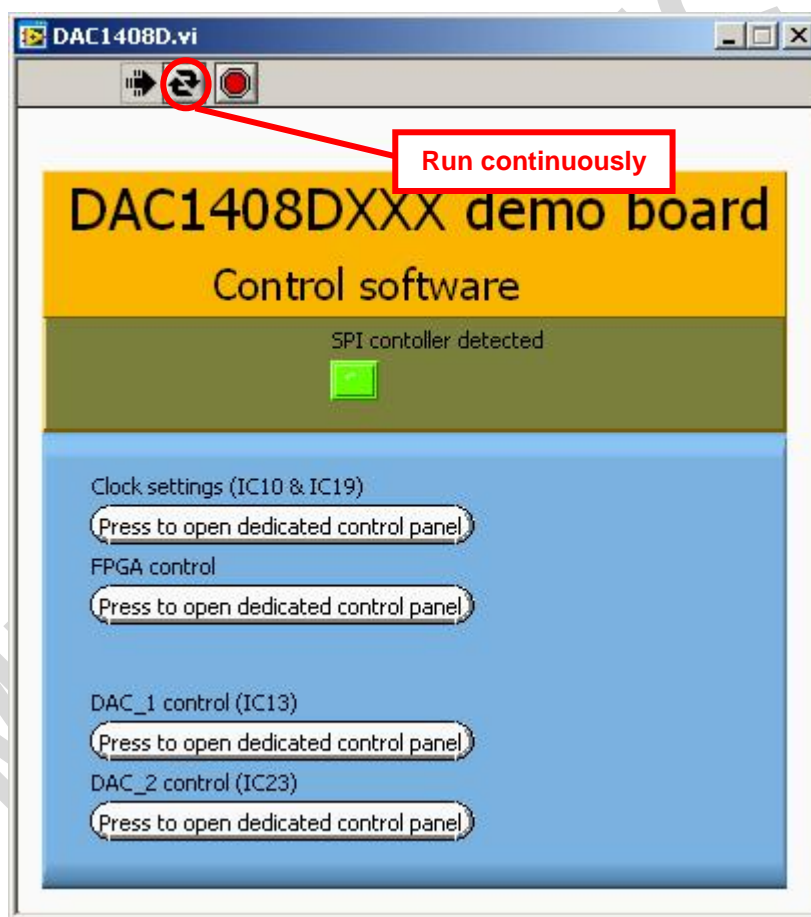 DAC1408D.vi
Run continuously
DAC1408DXXX demo board
Control software
SPI contoller detected
Clock settings (IC10 & IC19)
Press to open dedicated control panel
FPGA control
Press to open dedicated control panel
DAC_1 control (IC13)
Press to open dedicated control panel
DAC_2 control (IC23)
Press to open dedicated control panel